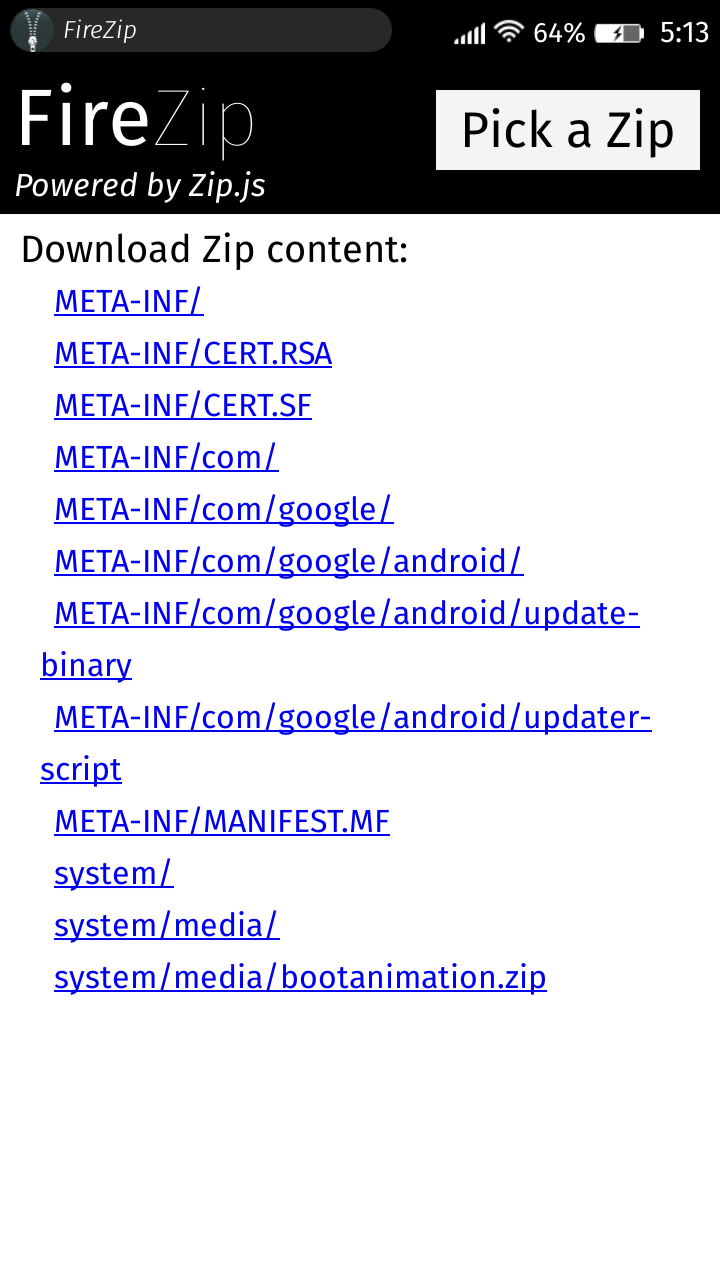 FireZip
64%
5:13
FireZip
Pick a Zip
Powered by Zip.js
Download Zip content:
META-INF/
META-INF/CERT.RSA
META-INF/CERT.SF
META-INF/com/
META-INF/com/google/
META-INF/com/google/android/
META-INF/com/google/android/update-
binary
META-INF/com/google/android/updater-
script
META-INF/MANIFEST.MF
system/
system/media/
system/media/bootanimation.zip